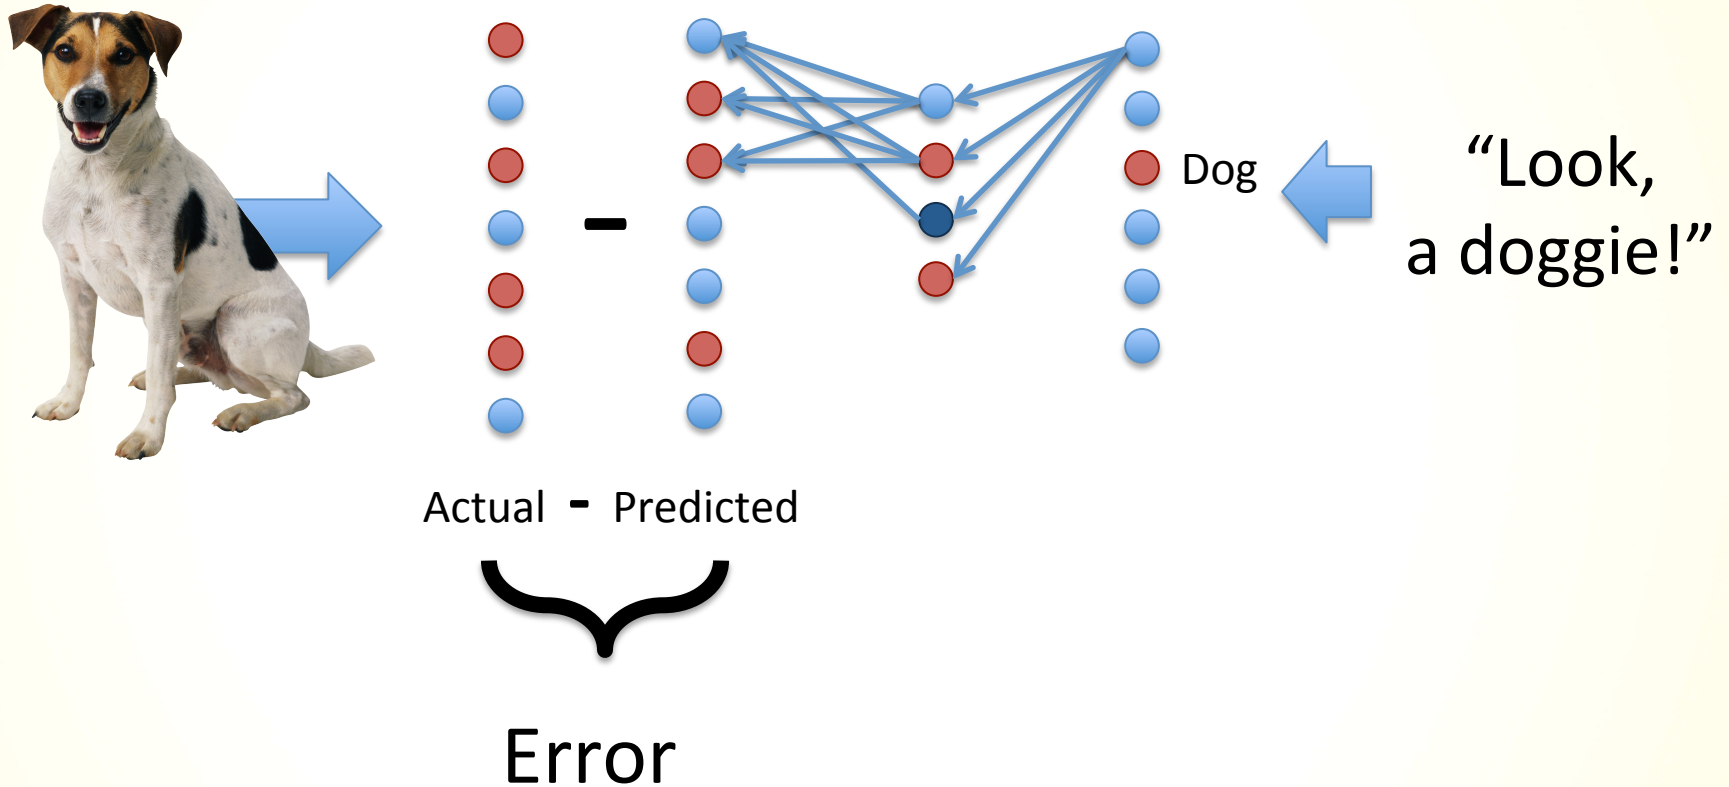 Dog
“Look,
a doggie!”
-
Actual - Predicted
Error